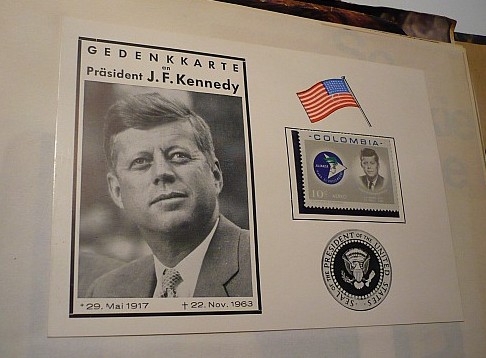 GEDENKKARTE
an
Präsident J. F. Kennedy
* 29. Mai 1917
† 22. Nov. 1963
-COLOMBIA-
ALIANZA
10
SEAL OF THE PRESIDENT OF THE UNITED STATES